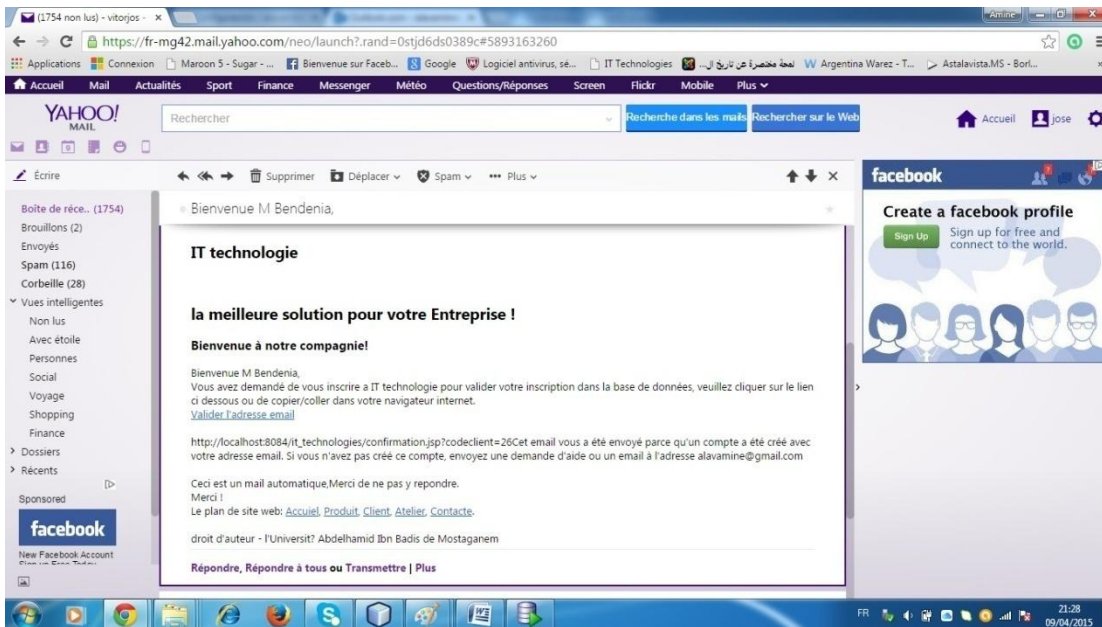 (1754 non lus) - vitorjos -
Amine
https://fr-mg42.mail.yahoo.com/neo/launch?.rand=0stjd6ds0389c#5893163260
Applications Connexion Maroon 5 - Sugar - ... Bienvenue sur Faceb... Google Logiciel antivirus, sé... IT Technologies لمحة مختصرة عن تاريخ ال... Argentina Warez - T... Astalavista.MS - Borl...
Accueil Mail Actualités Sport Finance Messenger Météo Questions/Réponses Screen Flickr Mobile Plus
YAHOO!
MAIL
Rechercher
Recherche dans les mails Rechercher sur le Web
Accueil jose
Écrire
Supprimer Déplacer Spam ... Plus
Boîte de réce.. (1754)
Brouillons (2)
Envoyés
Spam (116)
Corbeille (28)
Vues intelligentes
Non lus
Avec étoile
Personnes
Social
Voyage
Shopping
Finance
Dossiers
Récents
Sponsored
facebook
New Facebook Account
Bienvenue M Bendenia,
IT technologie
la meilleure solution pour votre Entreprise !
Bienvenue à notre compagnie!
Bienvenue M Bendenia,
Vous avez demandé de vous inscrire a IT technologie pour valider votre inscription dans la base de données, veuillez cliquer sur le lien
ci dessous ou de copier/coller dans votre navigateur internet.
Valider l'adresse email
http://localhost:8084/it_technologies/confirmation.jsp?codeclient=26Cet email vous a été envoyé parce qu'un compte a été créé avec
votre adresse email. Si vous n'avez pas créé ce compte, envoyez une demande d'aide ou un email à l'adresse alavamine@gmail.com
Ceci est un mail automatique,Merci de ne pas y repondre.
Merci !
Le plan de site web: Accuiel, Produit, Client, Atelier, Contacte.
droit d'auteur - l'Universit? Abdelhamid Ibn Badis de Mostaganem
Répondre, Répondre à tous ou Transmettre | Plus
facebook
Create a facebook profile
Sign Up
Sign up for free and
connect to the world.
FR
21:28
09/04/2015